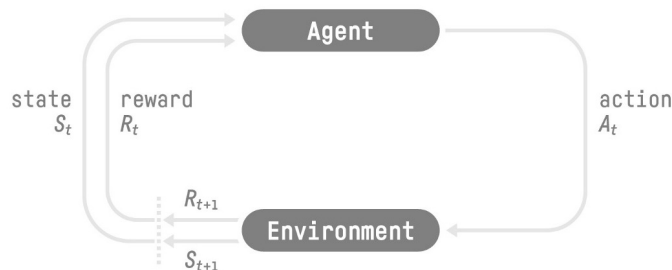 Agent
state
S_t
reward
R_t
action
A_t
R_{t+1}
Environment
S_{t+1}